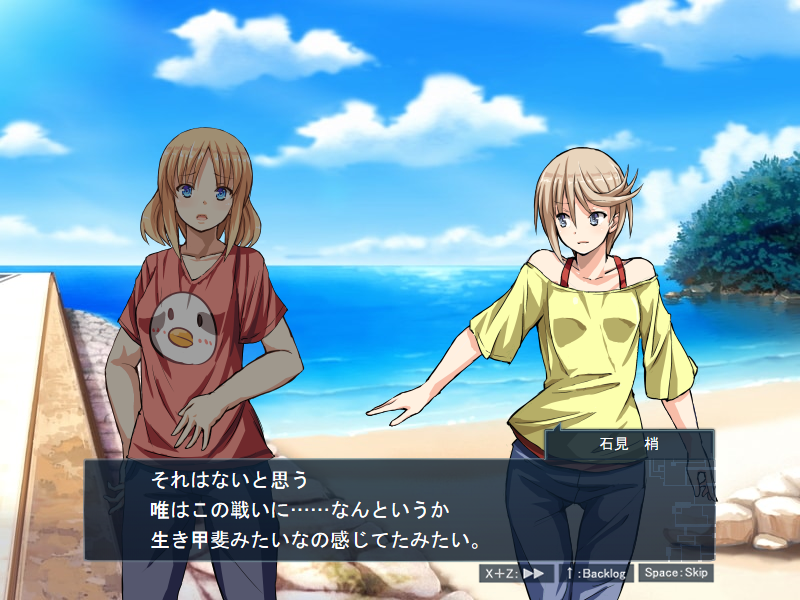 石見　梢
それはないと思う
唯はこの戦いに……なんというか
生き甲斐みたいなの感じてたみたい。
X+Z:▶▶ ↑:Backlog Space:Skip